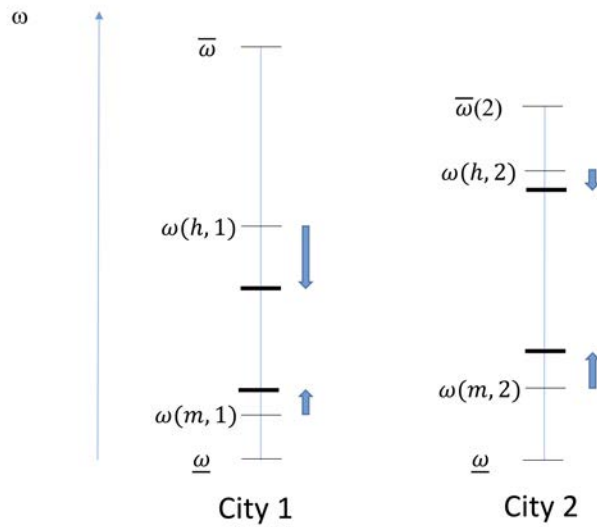 ω
ω̅
ω̅(2)
ω(h, 2)
ω(h, 1)
ω(m, 2)
ω(m, 1)
ω̲
ω̲
City 1
City 2